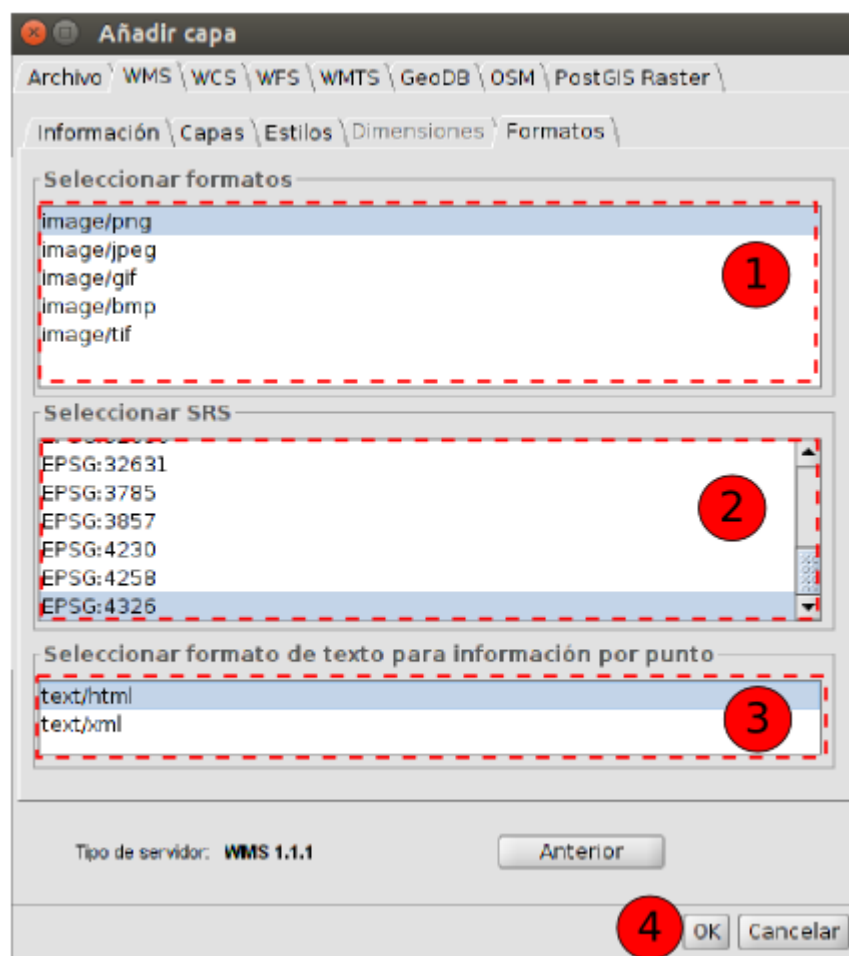 Añadir capa
Archivo WMS WCS WFS WMTS GeoDB OSM PostGIS Raster
Información Capas Estilos Dimensiones Formatos
Seleccionar formatos
image/png
image/jpeg
image/gif
image/bmp
image/tif
1
Seleccionar SRS
EPSG:32631
EPSG:3785
EPSG:3857
EPSG:4230
EPSG:4258
EPSG:4326
2
Seleccionar formato de texto para información por punto
text/html
text/xml
3
Tipo de servidor: WMS 1.1.1 Anterior
4 OK Cancelar